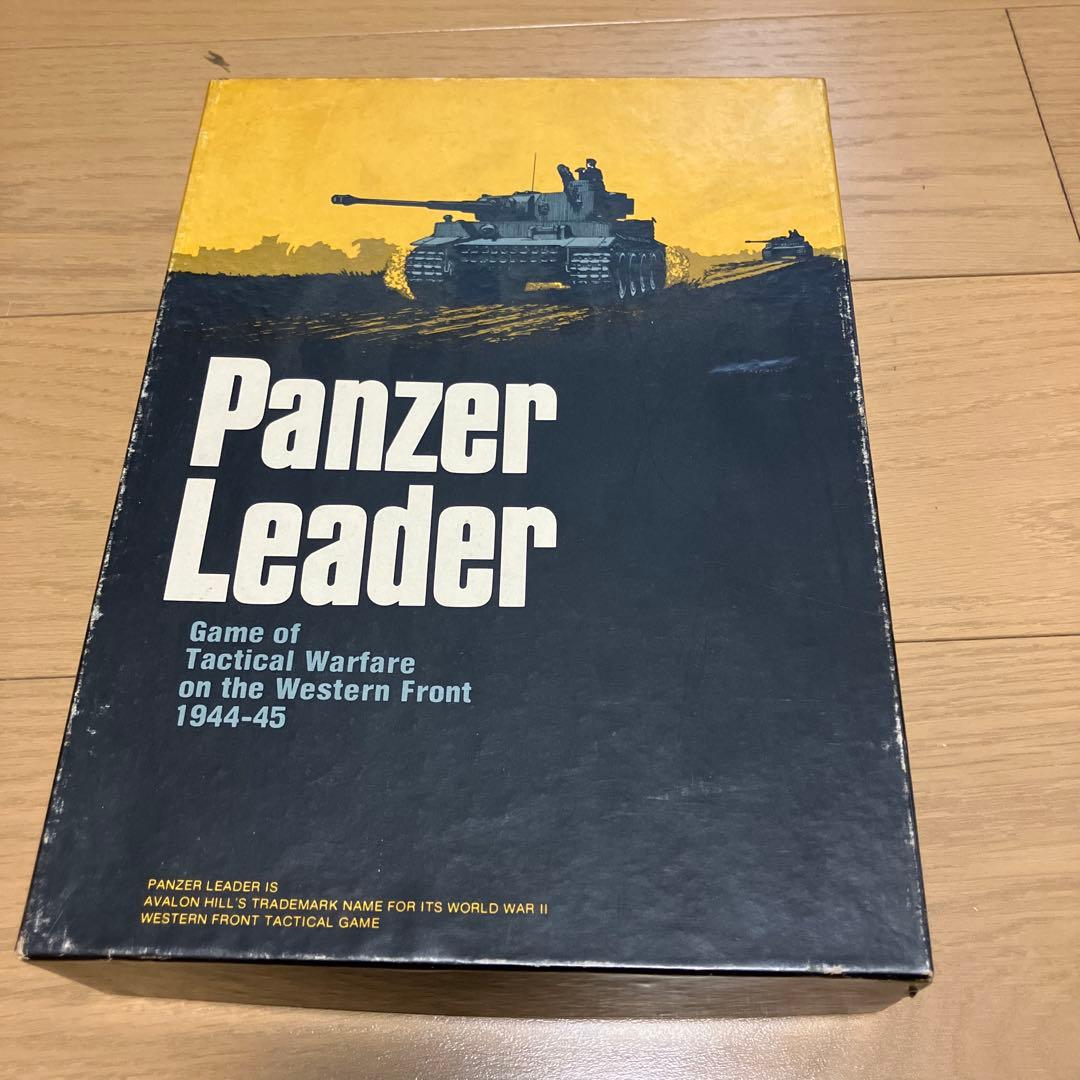 Panzer
Leader
Game of
Tactical Warfare
on the Western Front
1944-45
PANZER LEADER IS
AVALON HILL'S TRADEMARK NAME FOR ITS WORLD WAR II
WESTERN FRONT TACTICAL GAME